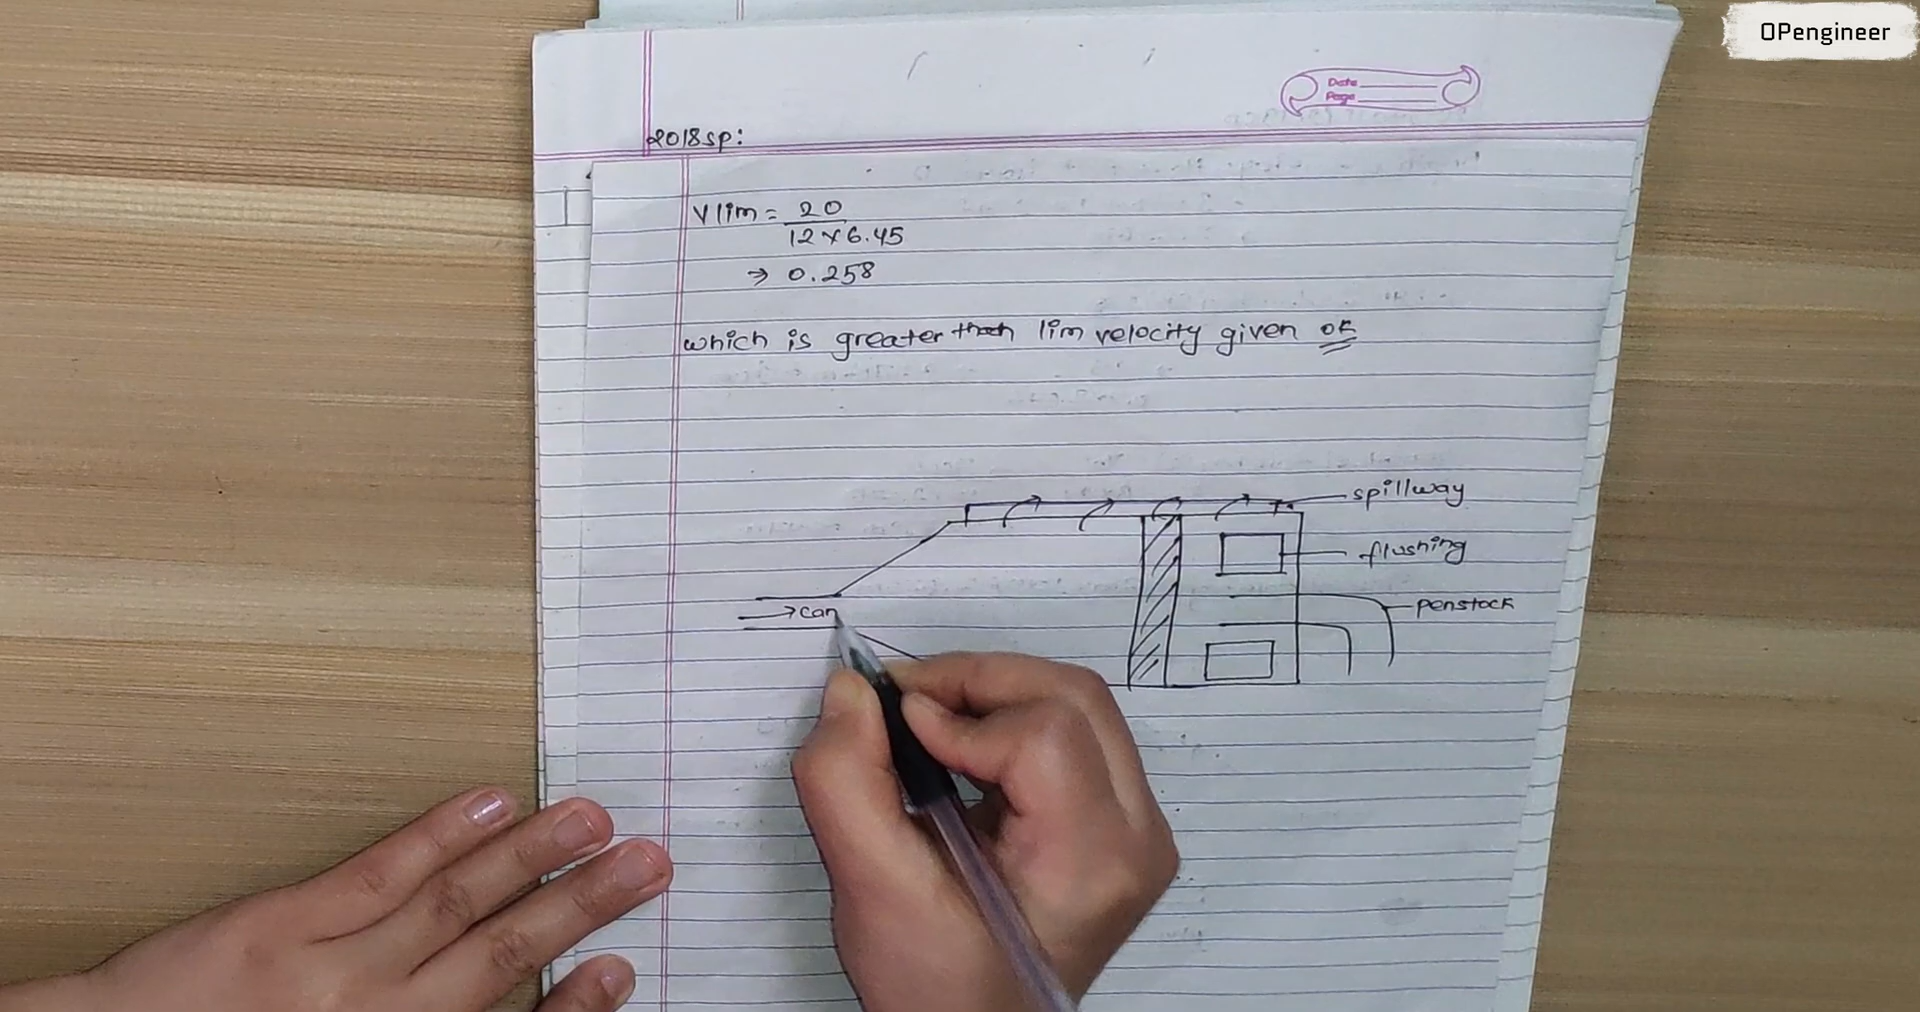 OPengineer
Date
Page
2018sp:
Vlim = 20
12 × 6.45
⇒ 0.258
which is greater than lim velocity given ok
spillway
flushing
→ can
penstock